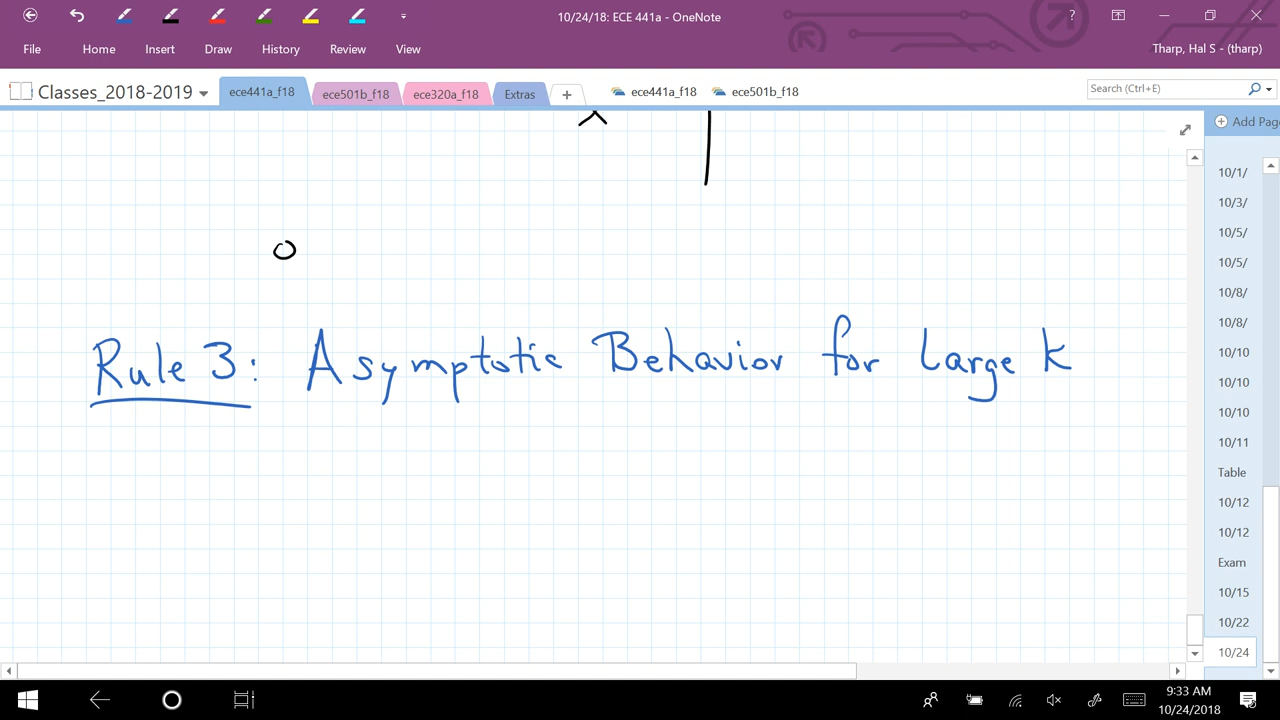 10/24/18: ECE 441a - OneNote
?
Tharp, Hal S - (tharp)
File Home Insert Draw History Review View
Classes_2018-2019 ece441a_f18 ece501b_f18 ece320a_f18 Extras + ece441a_f18 ece501b_f18 Search (Ctrl+E)
Add Page
x
o
Rule 3: Asymptotic Behavior for Large k
10/1/
10/3/
10/5/
10/5/
10/8/
10/8/
10/10
10/10
10/10
10/11
Table
10/12
10/12
Exam
10/15
10/22
10/24
9:33 AM
10/24/2018